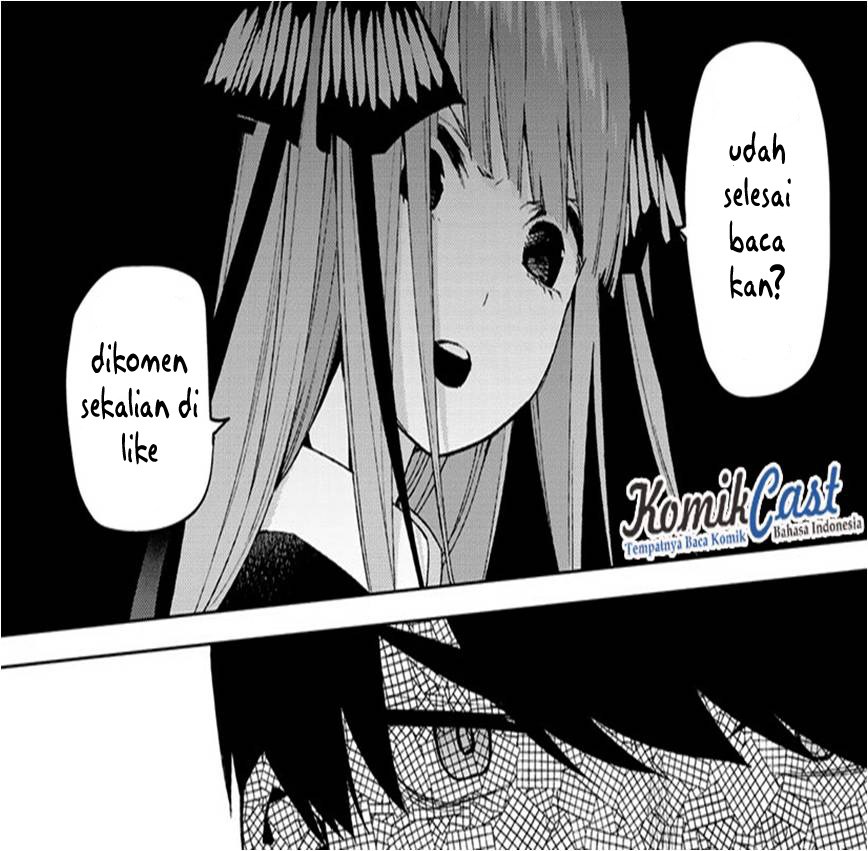 udah
selesai
baca
kan?
dikomen
sekalian di
like
KomikCast
Tempatnya Baca Komik Bahasa Indonesia